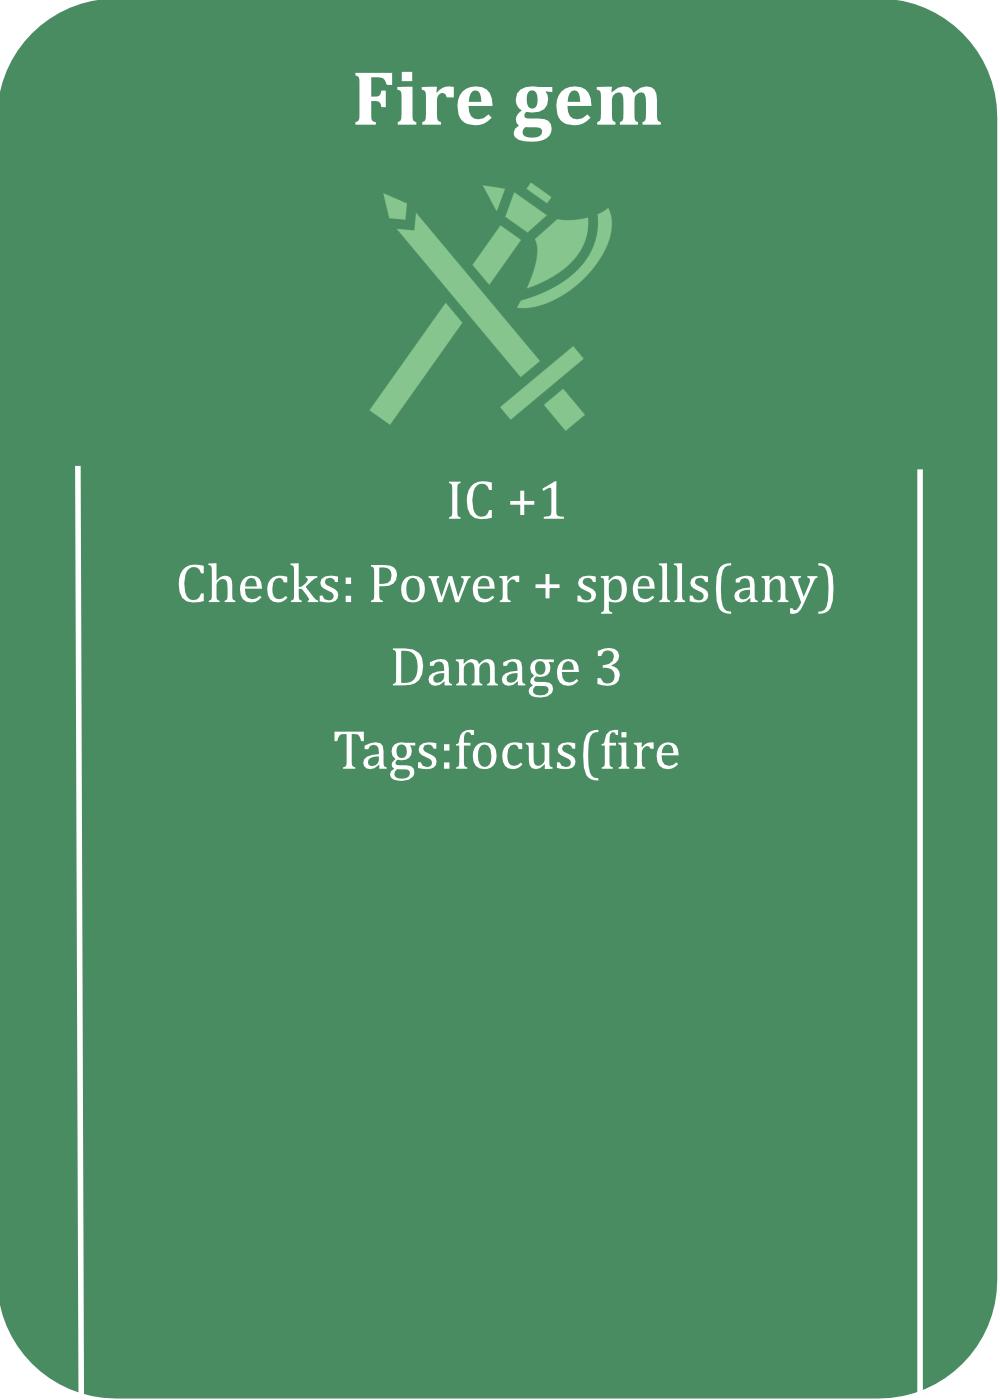 Fire gem
IC +1
Checks: Power + spells(any)
Damage 3
Tags:focus(fire